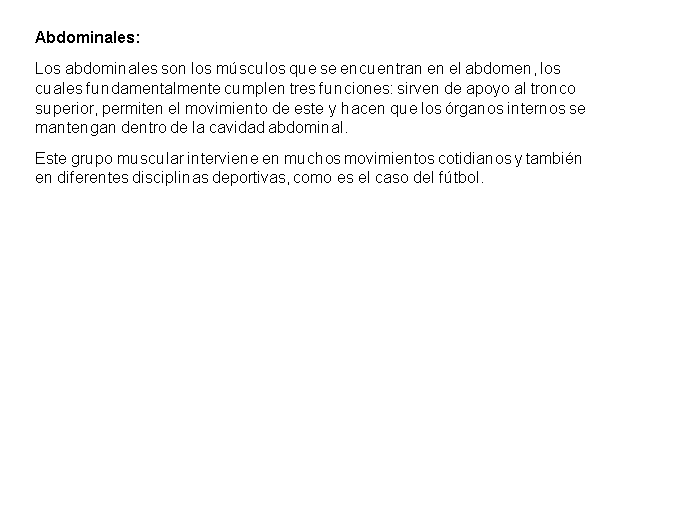 Abdominales:
Los abdominales son los músculos que se encuentran en el abdomen, los
cuales fundamentalmente cumplen tres funciones: sirven de apoyo al tronco
superior, permiten el movimiento de este y hacen que los órganos internos se
mantengan dentro de la cavidad abdominal.
Este grupo muscular interviene en muchos movimientos cotidianos y también
en diferentes disciplinas deportivas, como es el caso del fútbol.